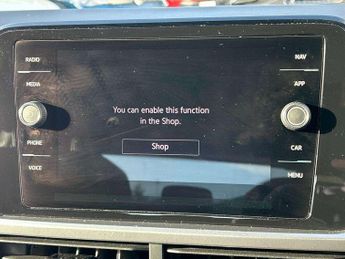 RADIO
NAV
MEDIA
APP
You can enable this function
in the Shop.
Shop
PHONE
CAR
VOICE
MENU